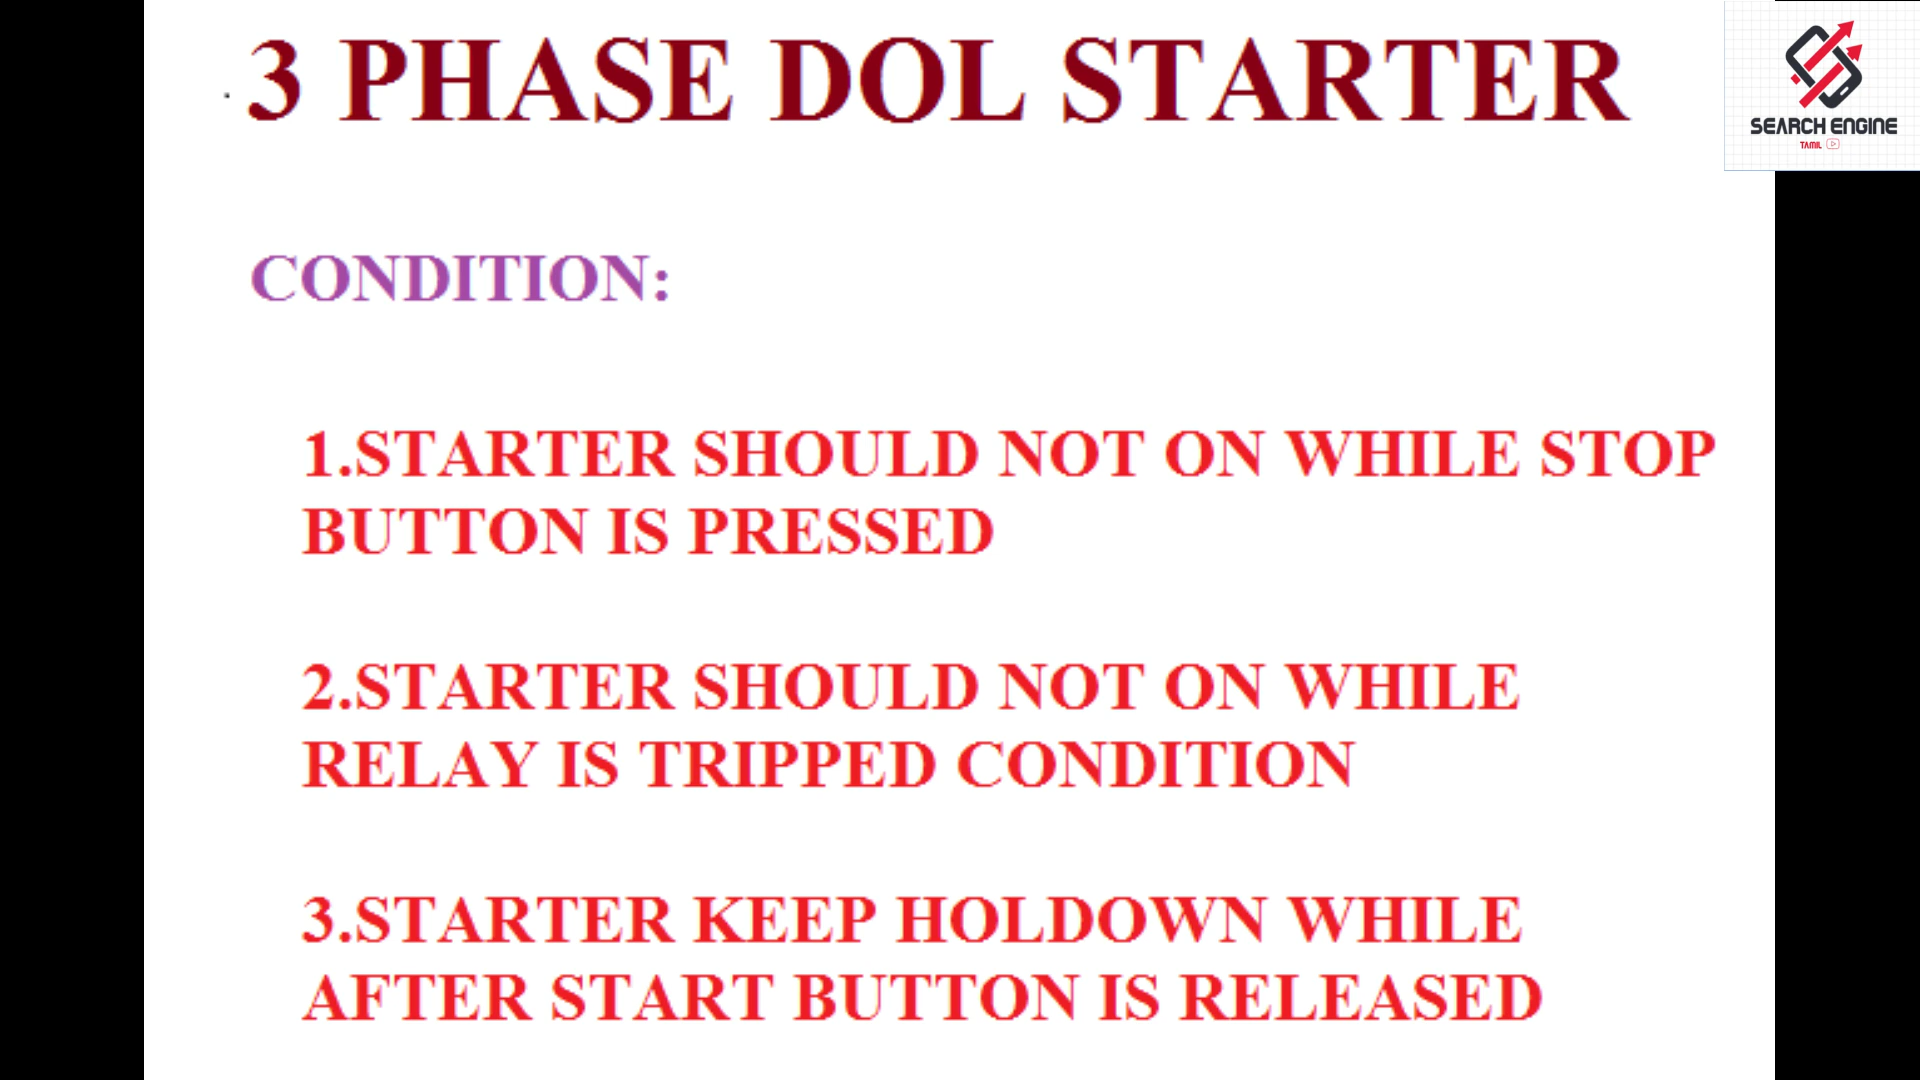 3 PHASE DOL STARTER
SEARCH ENGINE
TAMIL
CONDITION:
1.STARTER SHOULD NOT ON WHILE STOP
BUTTON IS PRESSED
2.STARTER SHOULD NOT ON WHILE
RELAY IS TRIPPED CONDITION
3.STARTER KEEP HOLDOWN WHILE
AFTER START BUTTON IS RELEASED